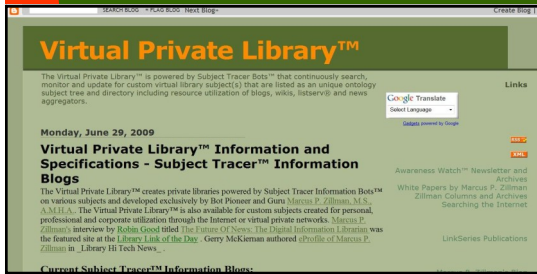 SEARCH BLOG FLAG BLOG Next Blog» Create Blog |
Virtual Private Library™
The Virtual Private Library™ is powered by Subject Tracer Bots™ that continuously search,
monitor and update for custom virtual library subject(s) that are listed as an unique ontology
subject tree and directory including resource utilization of blogs, wikis, listserv® and news
aggregators.
Links
Google Translate
Select Language
Gadgets powered by Google
Monday, June 29, 2009
Virtual Private Library™ Information and
Specifications - Subject Tracer™ Information
Blogs
The Virtual Private Library™ creates private libraries powered by Subject Tracer Information Bots™
on various subjects and developed exclusively by Bot Pioneer and Guru Marcus P. Zillman, M.S.,
A.M.H.A.. The Virtual Private Library™ is also available for custom subjects created for personal,
professional and corporate utilization through the Internet or virtual private networks. Marcus P.
Zillman's interview by Robin Good titled The Future Of News: The Digital Information Librarian was
the featured site at the Library Link of the Day . Gerry McKiernan authored eProfile of Marcus P.
Zillman in _Library Hi Tech News_ .
Current Subject Tracer™ Information Blogs:
XML
Awareness Watch™ Newsletter and
Archives
White Papers by Marcus P. Zillman
Zillman Columns and Archives
Searching the Internet
LinkSeries Publications